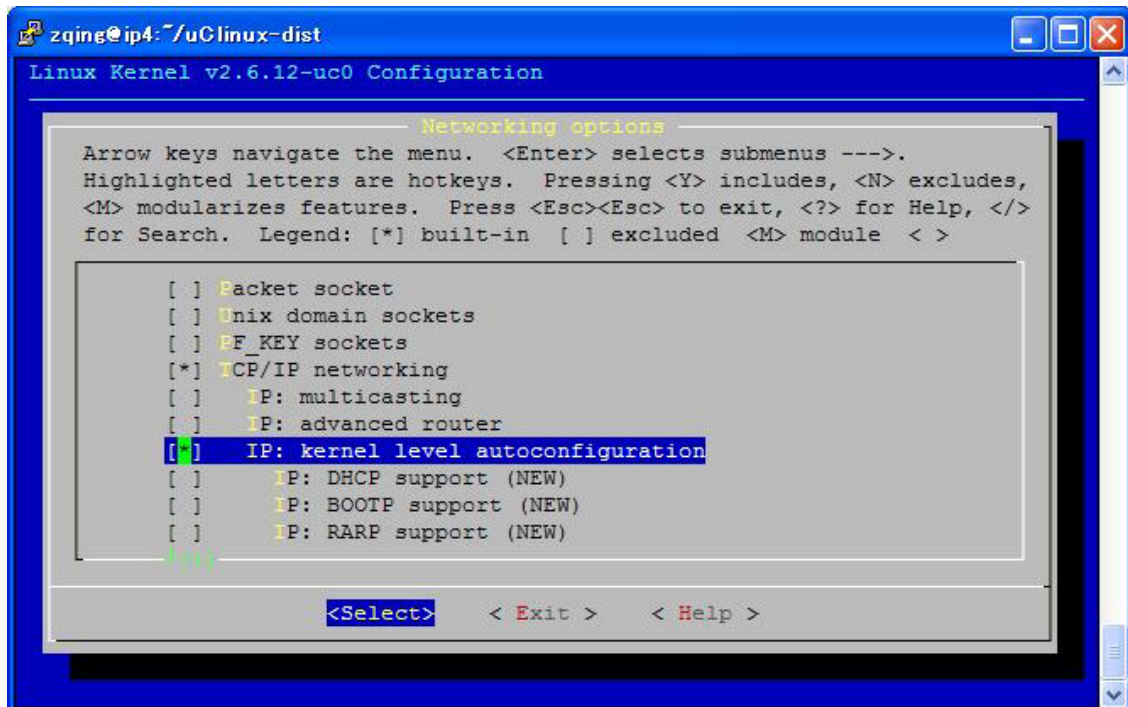 zqing@ip4:~/uClinux-dist
Linux Kernel v2.6.12-uc0 Configuration
Networking options
Arrow keys navigate the menu.  <Enter> selects submenus --->.
Highlighted letters are hotkeys.  Pressing <Y> includes, <N> excludes,
<M> modularizes features.  Press <Esc><Esc> to exit, <?> for Help, </>
for Search.  Legend: [*] built-in  [ ] excluded  <M> module  < >
[ ] Packet socket
[ ] Unix domain sockets
[ ] PF_KEY sockets
[*] TCP/IP networking
[ ]   IP: multicasting
[ ]   IP: advanced router
[*]   IP: kernel level autoconfiguration
[ ]     IP: DHCP support (NEW)
[ ]     IP: BOOTP support (NEW)
[ ]     IP: RARP support (NEW)
<Select>    < Exit >    < Help >